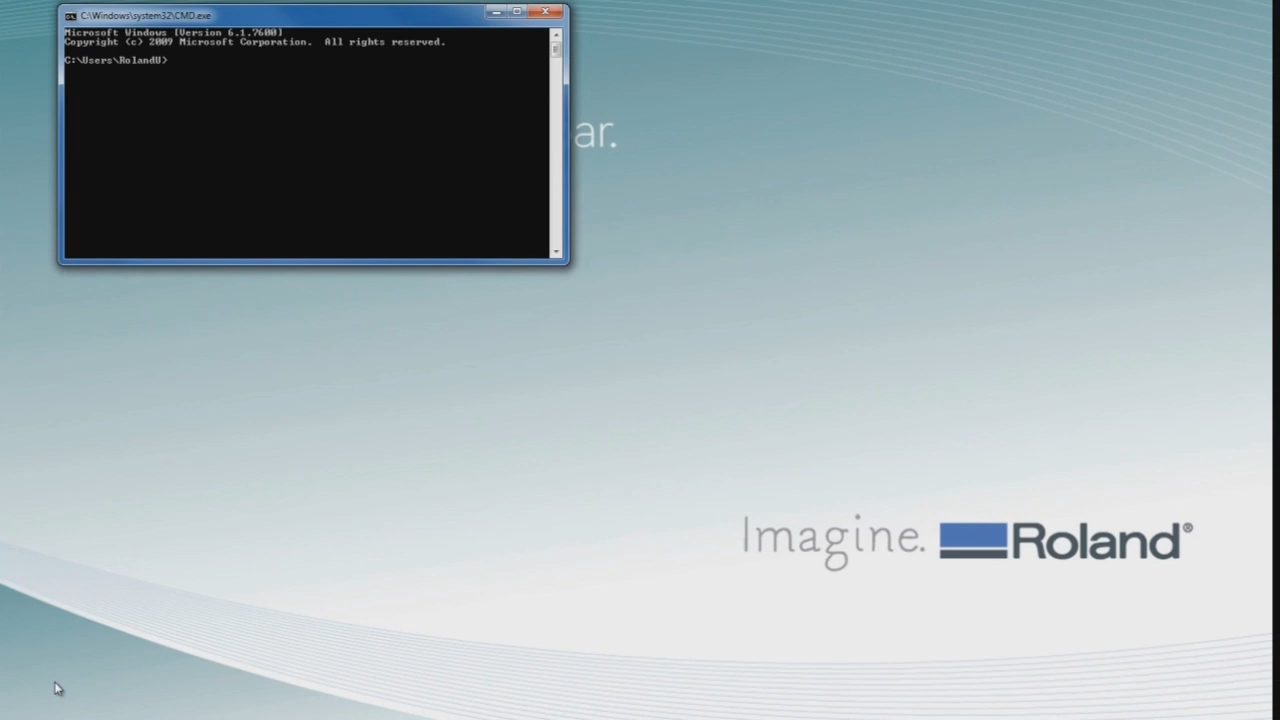 C:\Windows\system32\CMD.exe
Microsoft Windows [Version 6.1.7600]
Copyright (c) 2009 Microsoft Corporation.  All rights reserved.
C:\Users\RolandU>
ar.
Imagine. Roland®